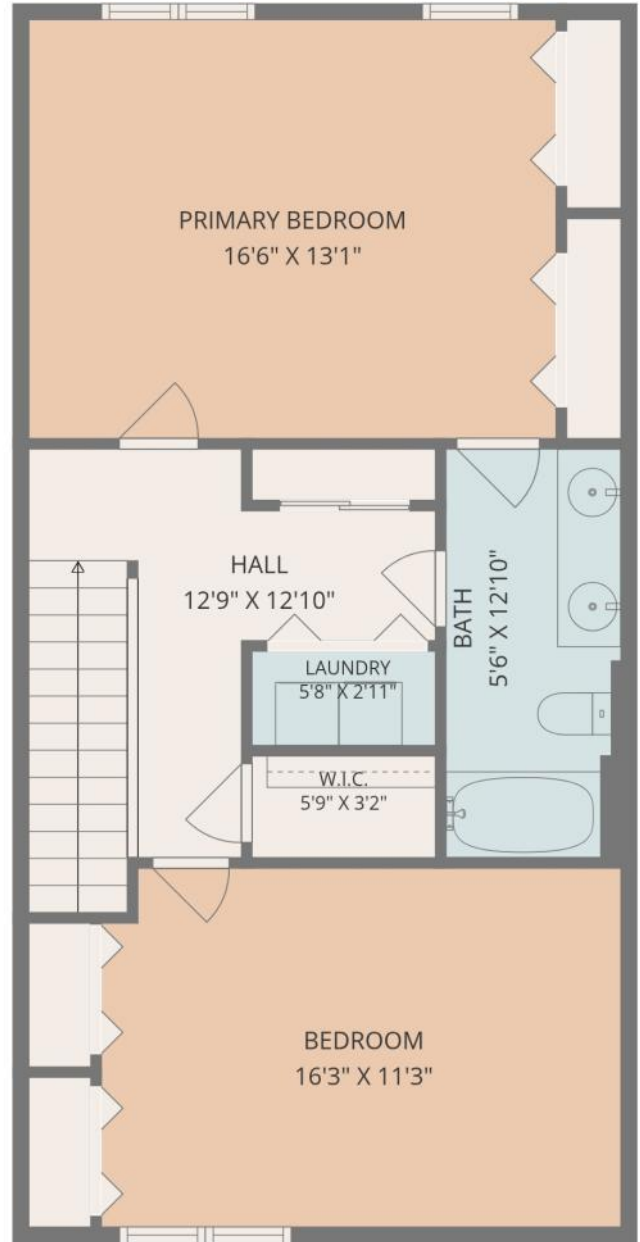 PRIMARY BEDROOM
16'6" X 13'1"
HALL
12'9" X 12'10"
BATH
5'6" X 12'10"
LAUNDRY
5'8" X 2'11"
W.I.C.
5'9" X 3'2"
BEDROOM
16'3" X 11'3"